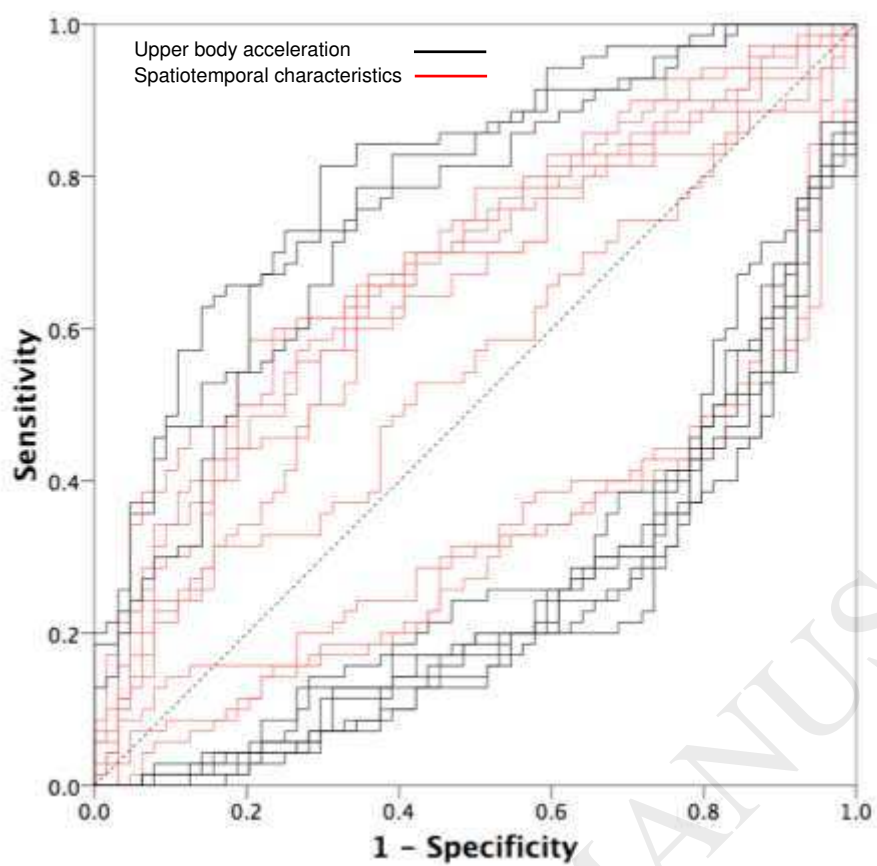 1.0
Upper body acceleration
Spatiotemporal characteristics
0.8
0.6
Sensitivity
0.4
0.2
0.0
0.0 0.2 0.4 0.6 0.8 1.0
1 - Specificity